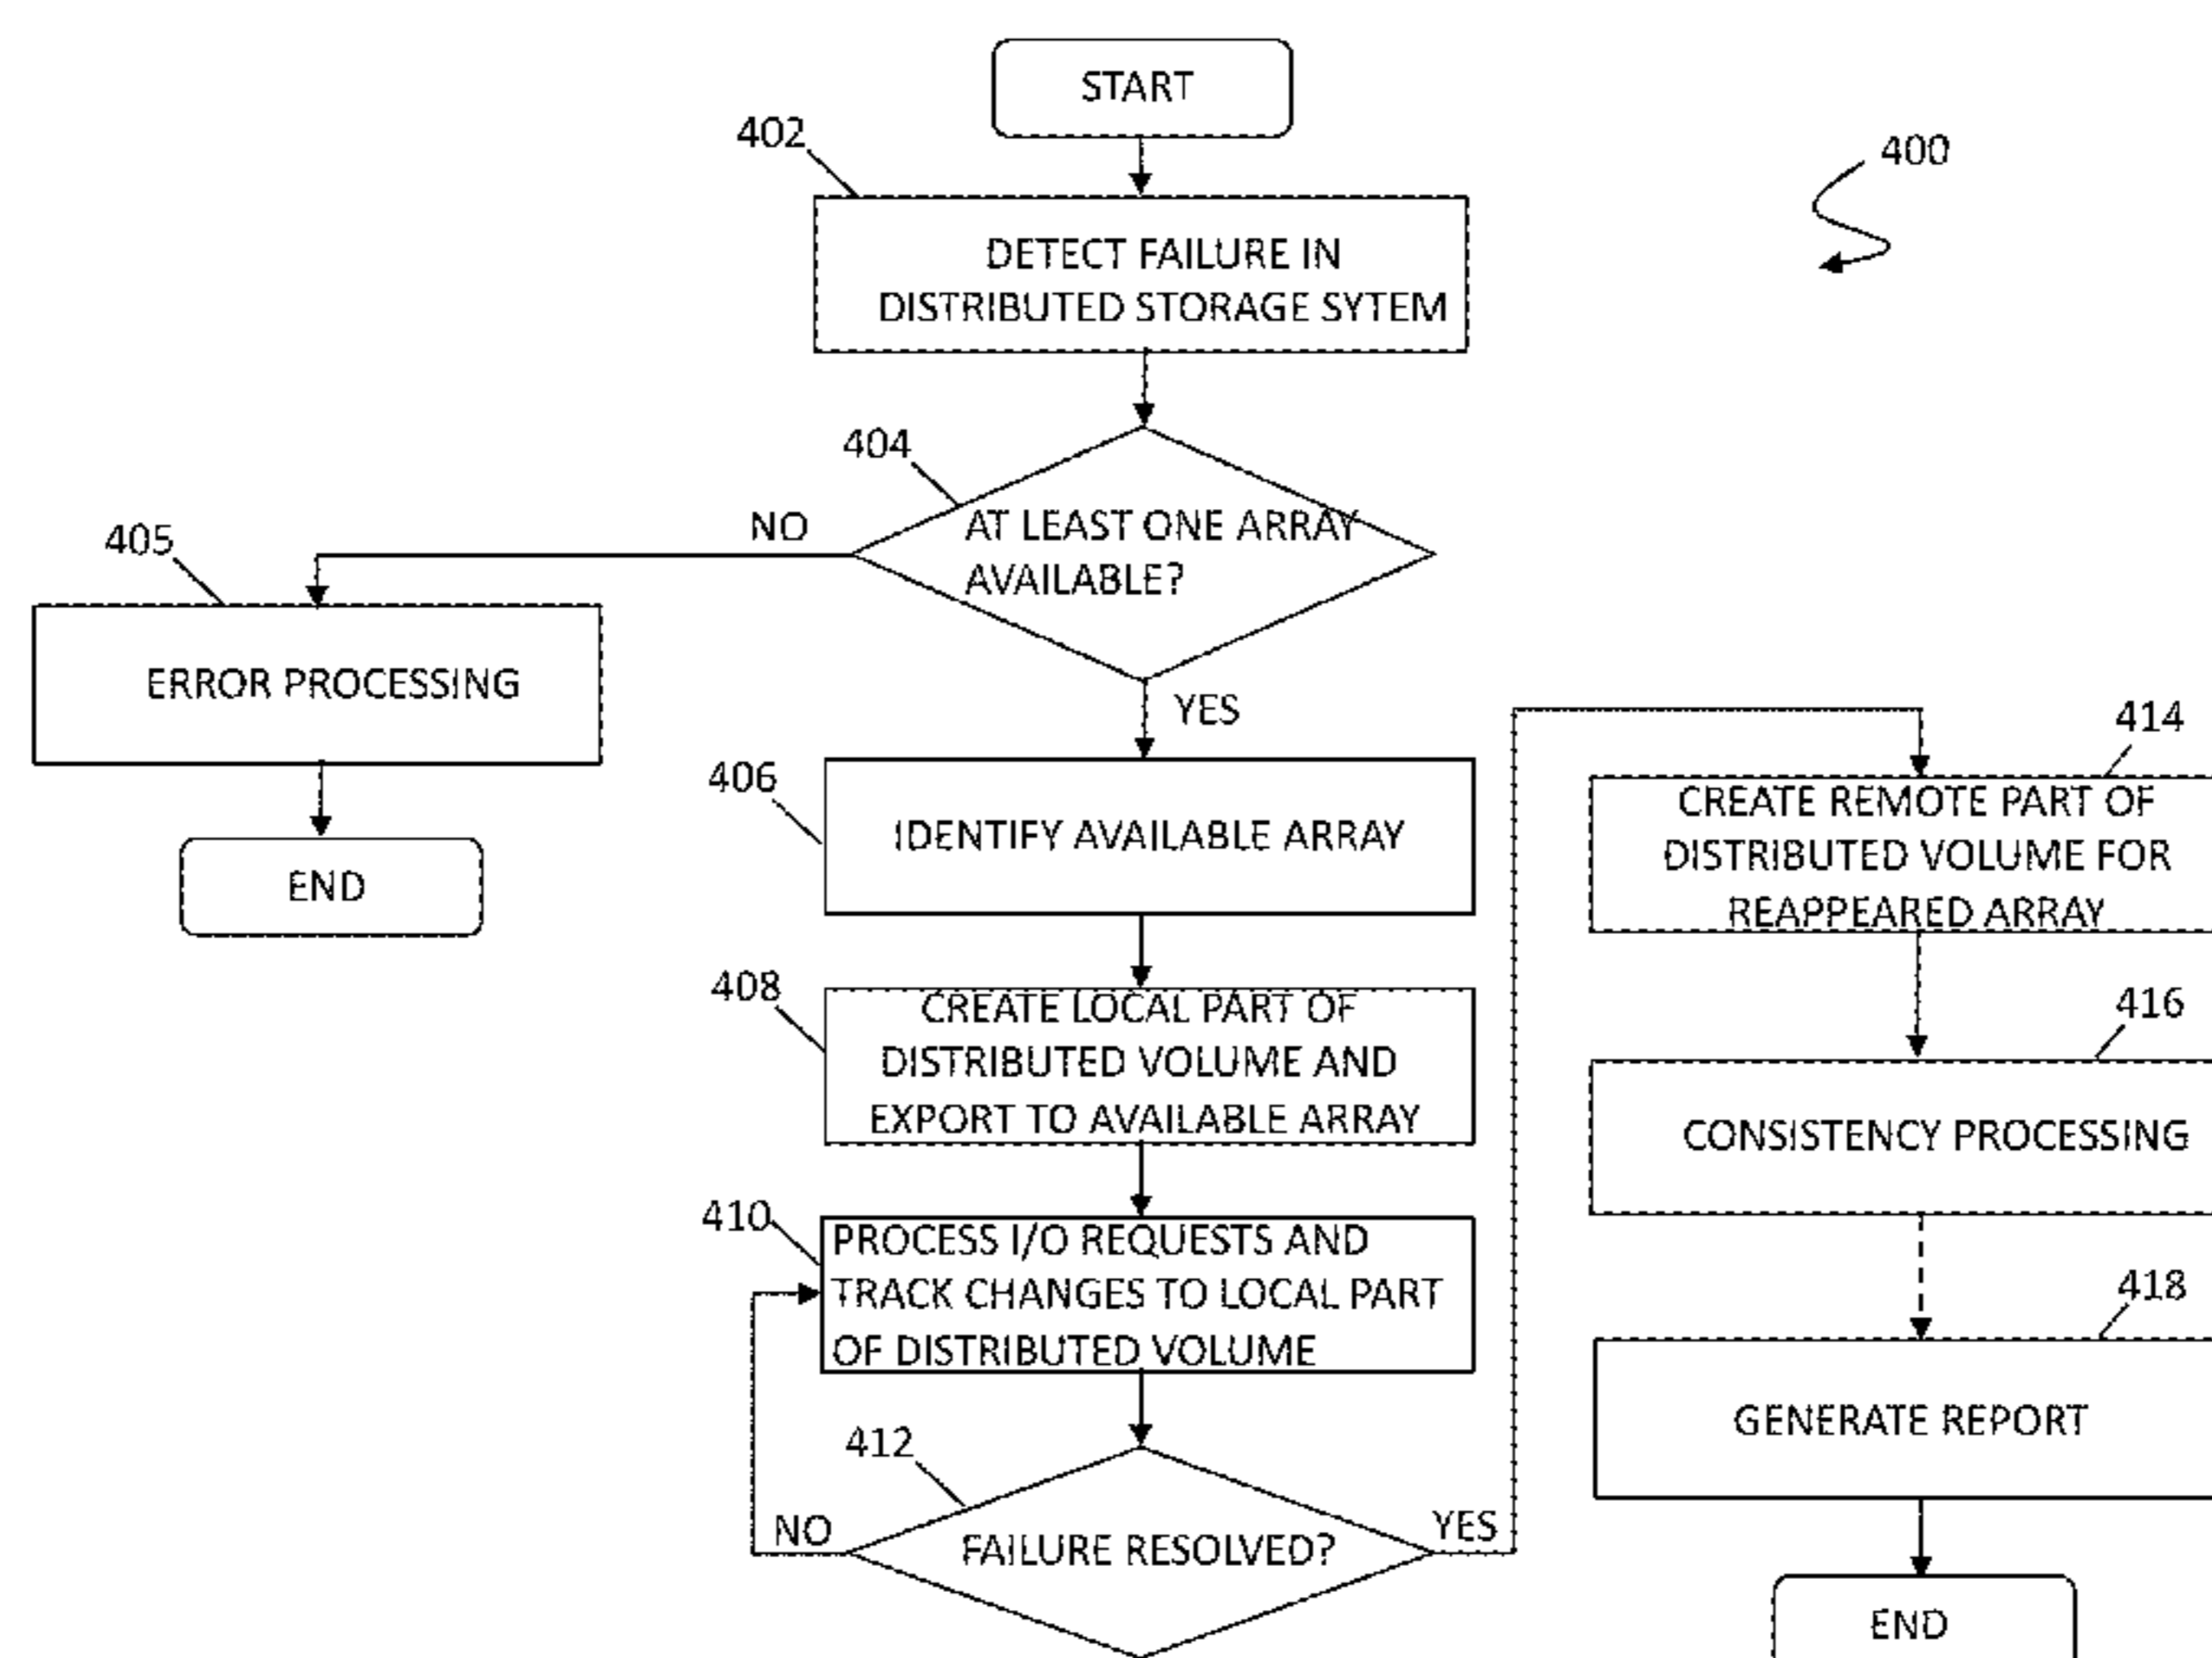 START
402
400
DETECT FAILURE IN
DISTRIBUTED STORAGE SYTEM
404
AT LEAST ONE ARRAY
AVAILABLE?
NO
405
ERROR PROCESSING
END
YES
406
IDENTIFY AVAILABLE ARRAY
408
CREATE LOCAL PART OF
DISTRIBUTED VOLUME AND
EXPORT TO AVAILABLE ARRAY
410
PROCESS I/O REQUESTS AND
TRACK CHANGES TO LOCAL PART
OF DISTRIBUTED VOLUME
412
FAILURE RESOLVED?
NO
YES
414
CREATE REMOTE PART OF
DISTRIBUTED VOLUME FOR
REAPPEARED ARRAY
416
CONSISTENCY PROCESSING
418
GENERATE REPORT
END